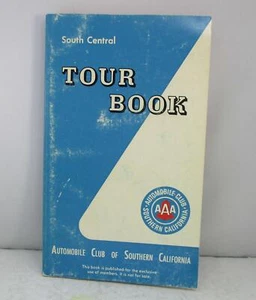 South Central
TOUR
BOOK
AUTOMOBILE CLUB
AAA
SOUTHERN CALIFORNIA
AUTOMOBILE CLUB OF SOUTHERN CALIFORNIA
This book is published for the exclusive
use of members. It is not for sale.